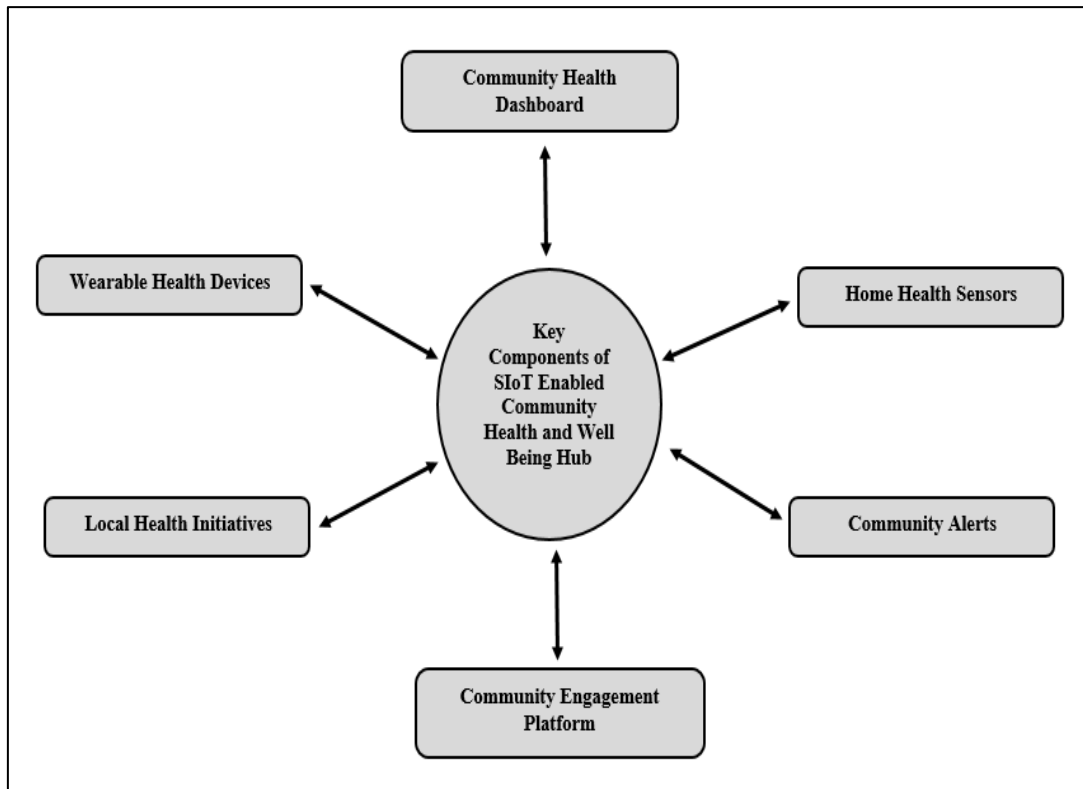 Community Health
Dashboard
Wearable Health Devices
Home Health Sensors
Key
Components of
SIoT Enabled
Community
Health and Well
Being Hub
Local Health Initiatives
Community Alerts
Community Engagement
Platform